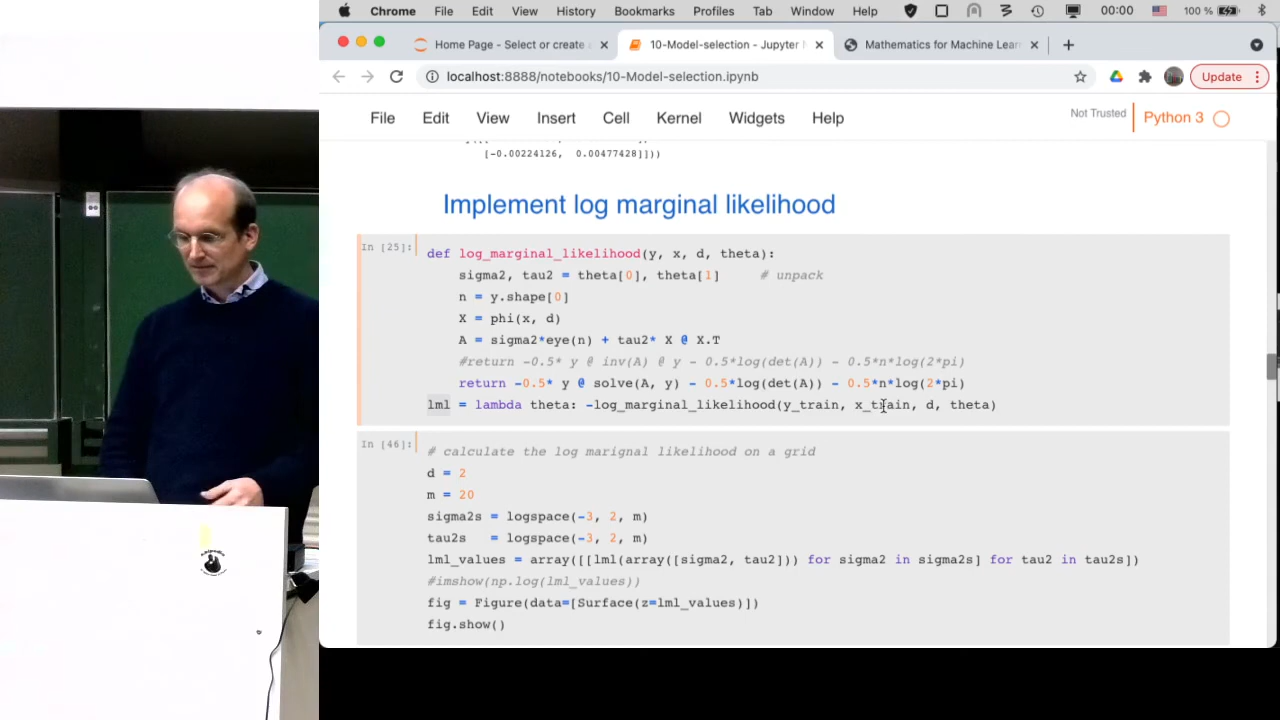 Chrome File Edit View History Bookmarks Profiles Tab Window Help 00:00 100 %
Home Page - Select or create a
10-Model-selection - Jupyter
Mathematics for Machine Lear
localhost:8888/notebooks/10-Model-selection.ipynb
Update
File Edit View Insert Cell Kernel Widgets Help
Not Trusted
Python 3
[-0.00224126, 0.00477428]]))
Implement log marginal likelihood
In [25]:
def log_marginal_likelihood(y, x, d, theta):
sigma2, tau2 = theta[0], theta[1] # unpack
n = y.shape[0]
X = phi(x, d)
A = sigma2*eye(n) + tau2* X @ X.T
#return -0.5* y @ inv(A) @ y - 0.5*log(det(A)) - 0.5*n*log(2*pi)
return -0.5* y @ solve(A, y) - 0.5*log(det(A)) - 0.5*n*log(2*pi)
lml = lambda theta: -log_marginal_likelihood(y_train, x_train, d, theta)
In [46]:
# calculate the log marignal likelihood on a grid
d = 2
m = 20
sigma2s = logspace(-3, 2, m)
tau2s = logspace(-3, 2, m)
lml_values = array([[lml(array([sigma2, tau2])) for sigma2 in sigma2s] for tau2 in tau2s])
#imshow(np.log(lml_values))
fig = Figure(data=[Surface(z=lml_values)])
fig.show()